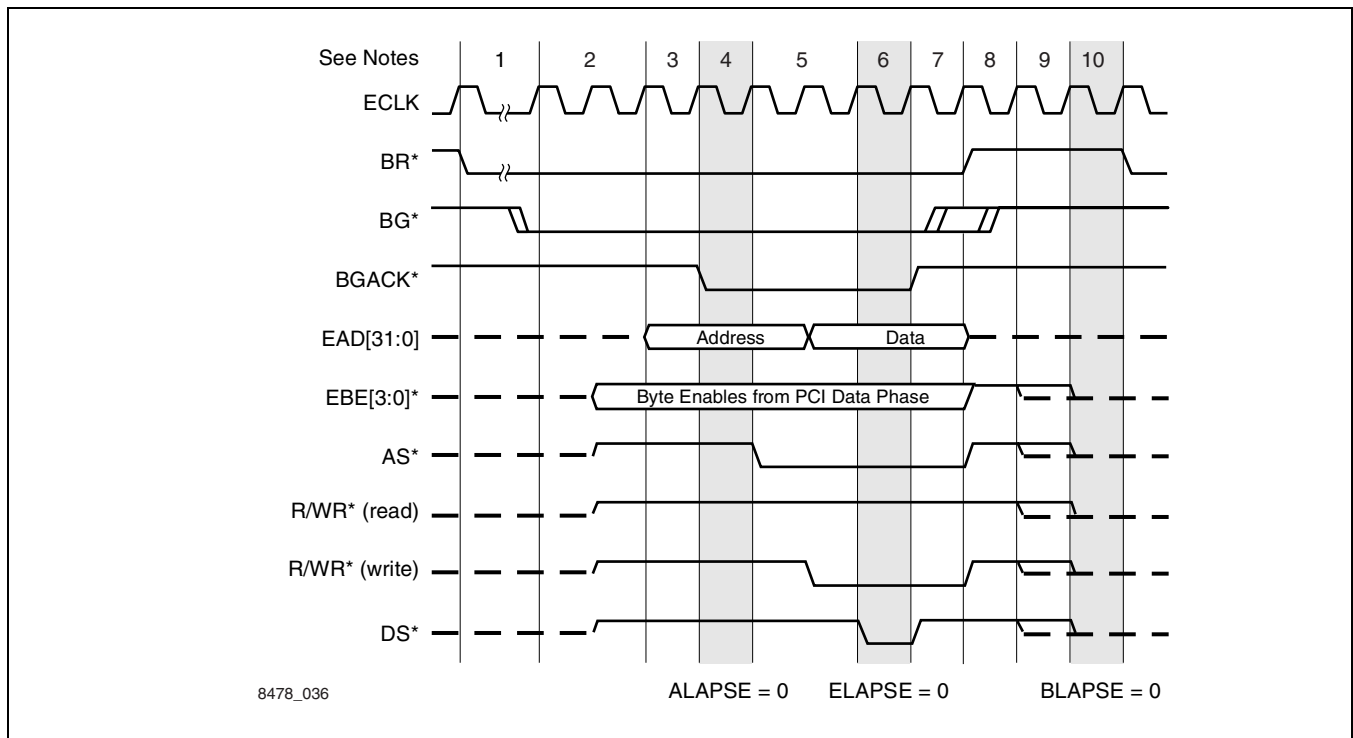 See Notes 1 2 3 4 5 6 7 8 9 10
ECLK
BR*
BG*
BGACK*
EAD[31:0] Address Data
EBE[3:0]* Byte Enables from PCI Data Phase
AS*
R/WR* (read)
R/WR* (write)
DS*
8478_036 ALAPSE = 0 ELAPSE = 0 BLAPSE = 0